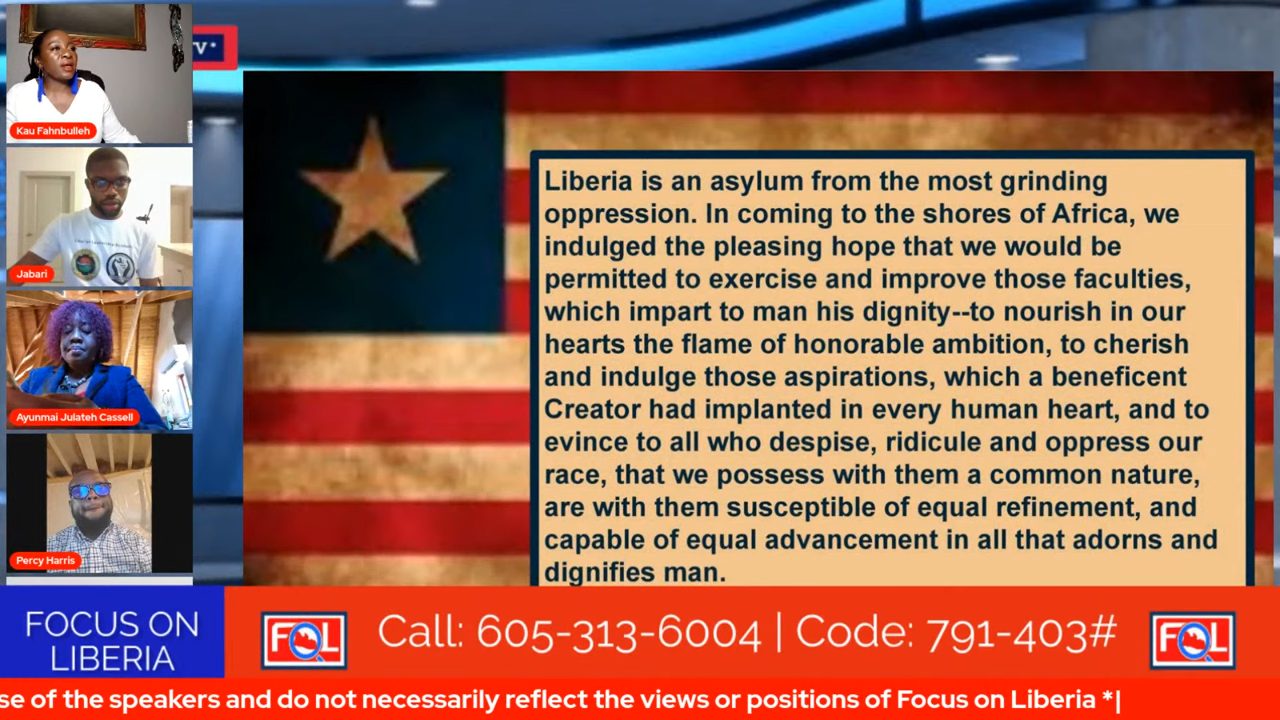 TV*
Kau Fahnbulleh
Jabari
Ayunmai Julateh Cassell
Percy Harris
Liberia is an asylum from the most grinding
oppression. In coming to the shores of Africa, we
indulged the pleasing hope that we would be
permitted to exercise and improve those faculties,
which impart to man his dignity--to nourish in our
hearts the flame of honorable ambition, to cherish
and indulge those aspirations, which a beneficent
Creator had implanted in every human heart, and to
evince to all who despise, ridicule and oppress our
race, that we possess with them a common nature,
are with them susceptible of equal refinement, and
capable of equal advancement in all that adorns and
dignifies man.
FOCUS ON
LIBERIA
FOL
Call: 605-313-6004 | Code: 791-403#
FOL
se of the speakers and do not necessarily reflect the views or positions of Focus on Liberia *|